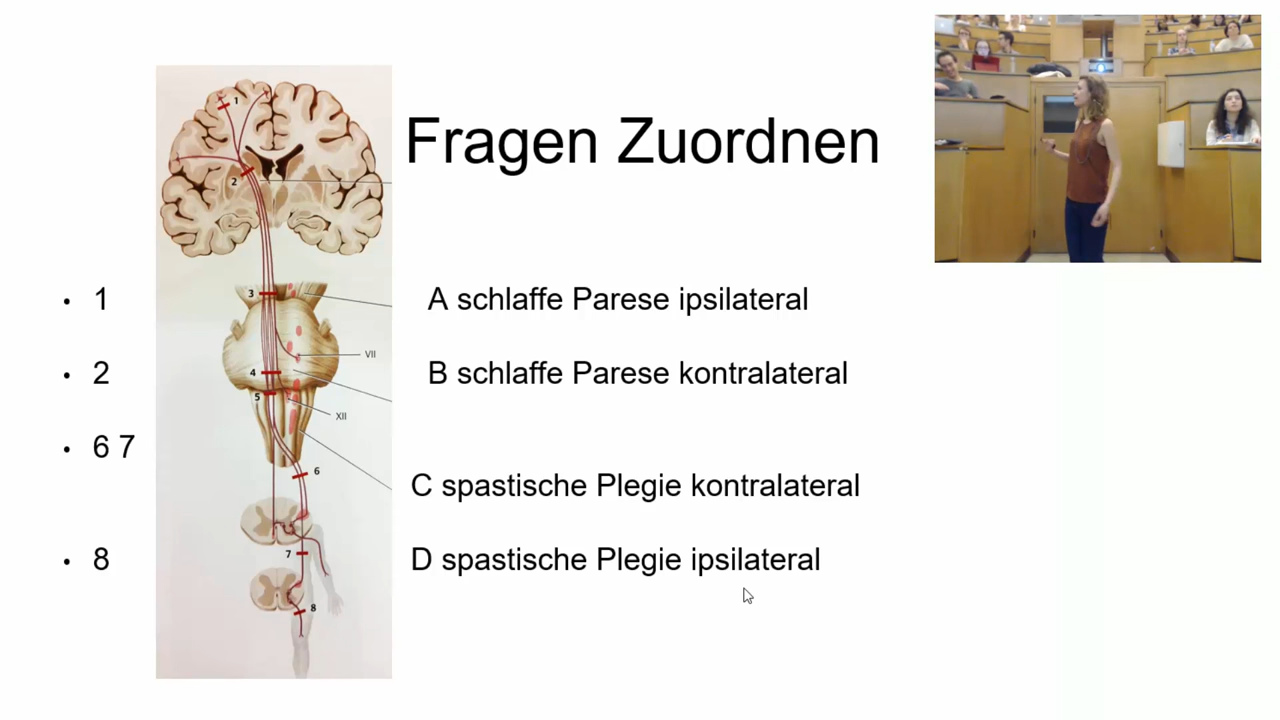 Fragen Zuordnen
1
2
3
VII
4
5
XII
6
7
8
• 1
• 2
• 6 7
• 8
A schlaffe Parese ipsilateral
B schlaffe Parese kontralateral
C spastische Plegie kontralateral
D spastische Plegie ipsilateral